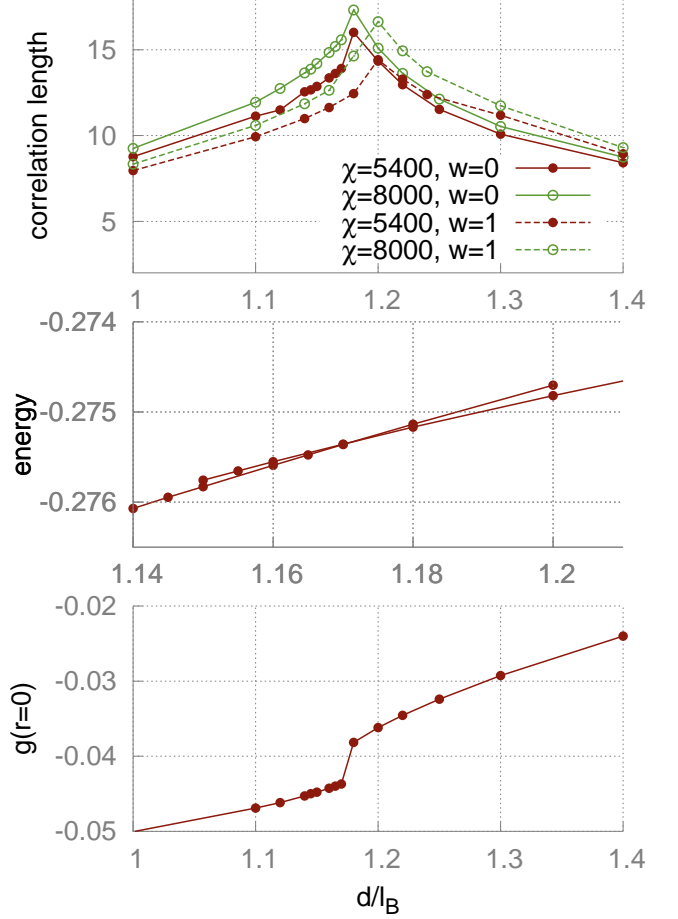 correlation length
15
10
5
χ=5400, w=0
χ=8000, w=0
χ=5400, w=1
χ=8000, w=1
1 1.1 1.2 1.3 1.4
energy
-0.274
-0.275
-0.276
1.14 1.16 1.18 1.2
g(r=0)
-0.02
-0.03
-0.04
-0.05
1 1.1 1.2 1.3 1.4
d/l_B